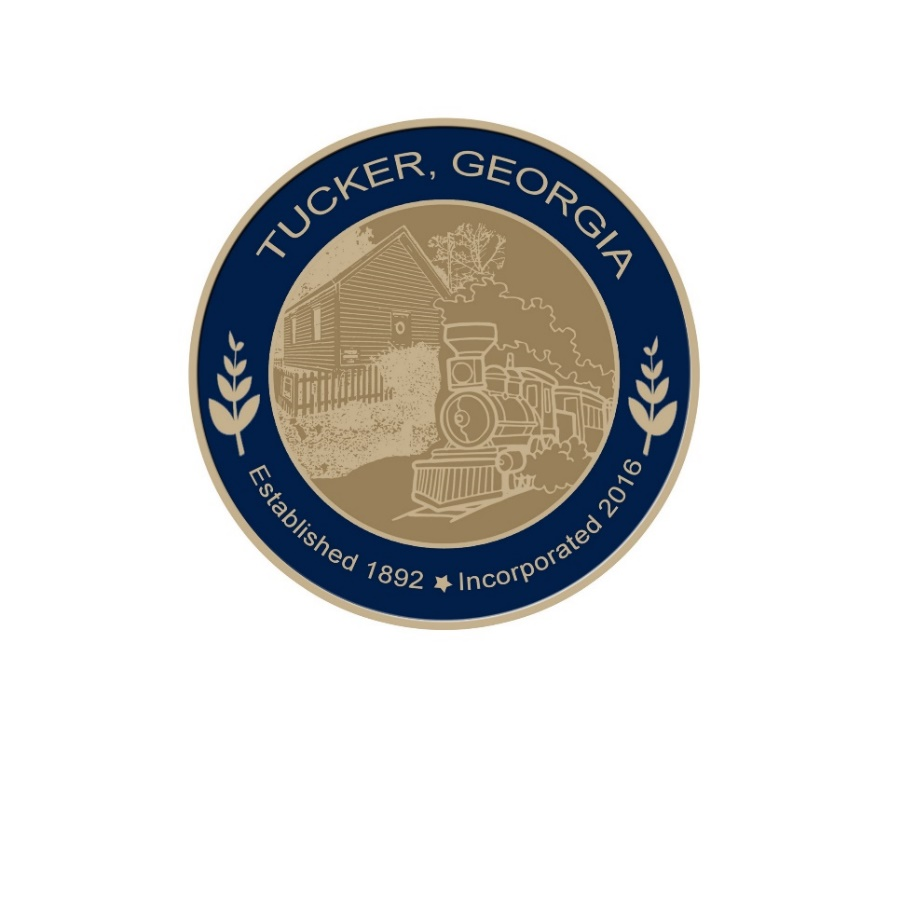 TUCKER, GEORGIA
Established 1892 ★ Incorporated 2016